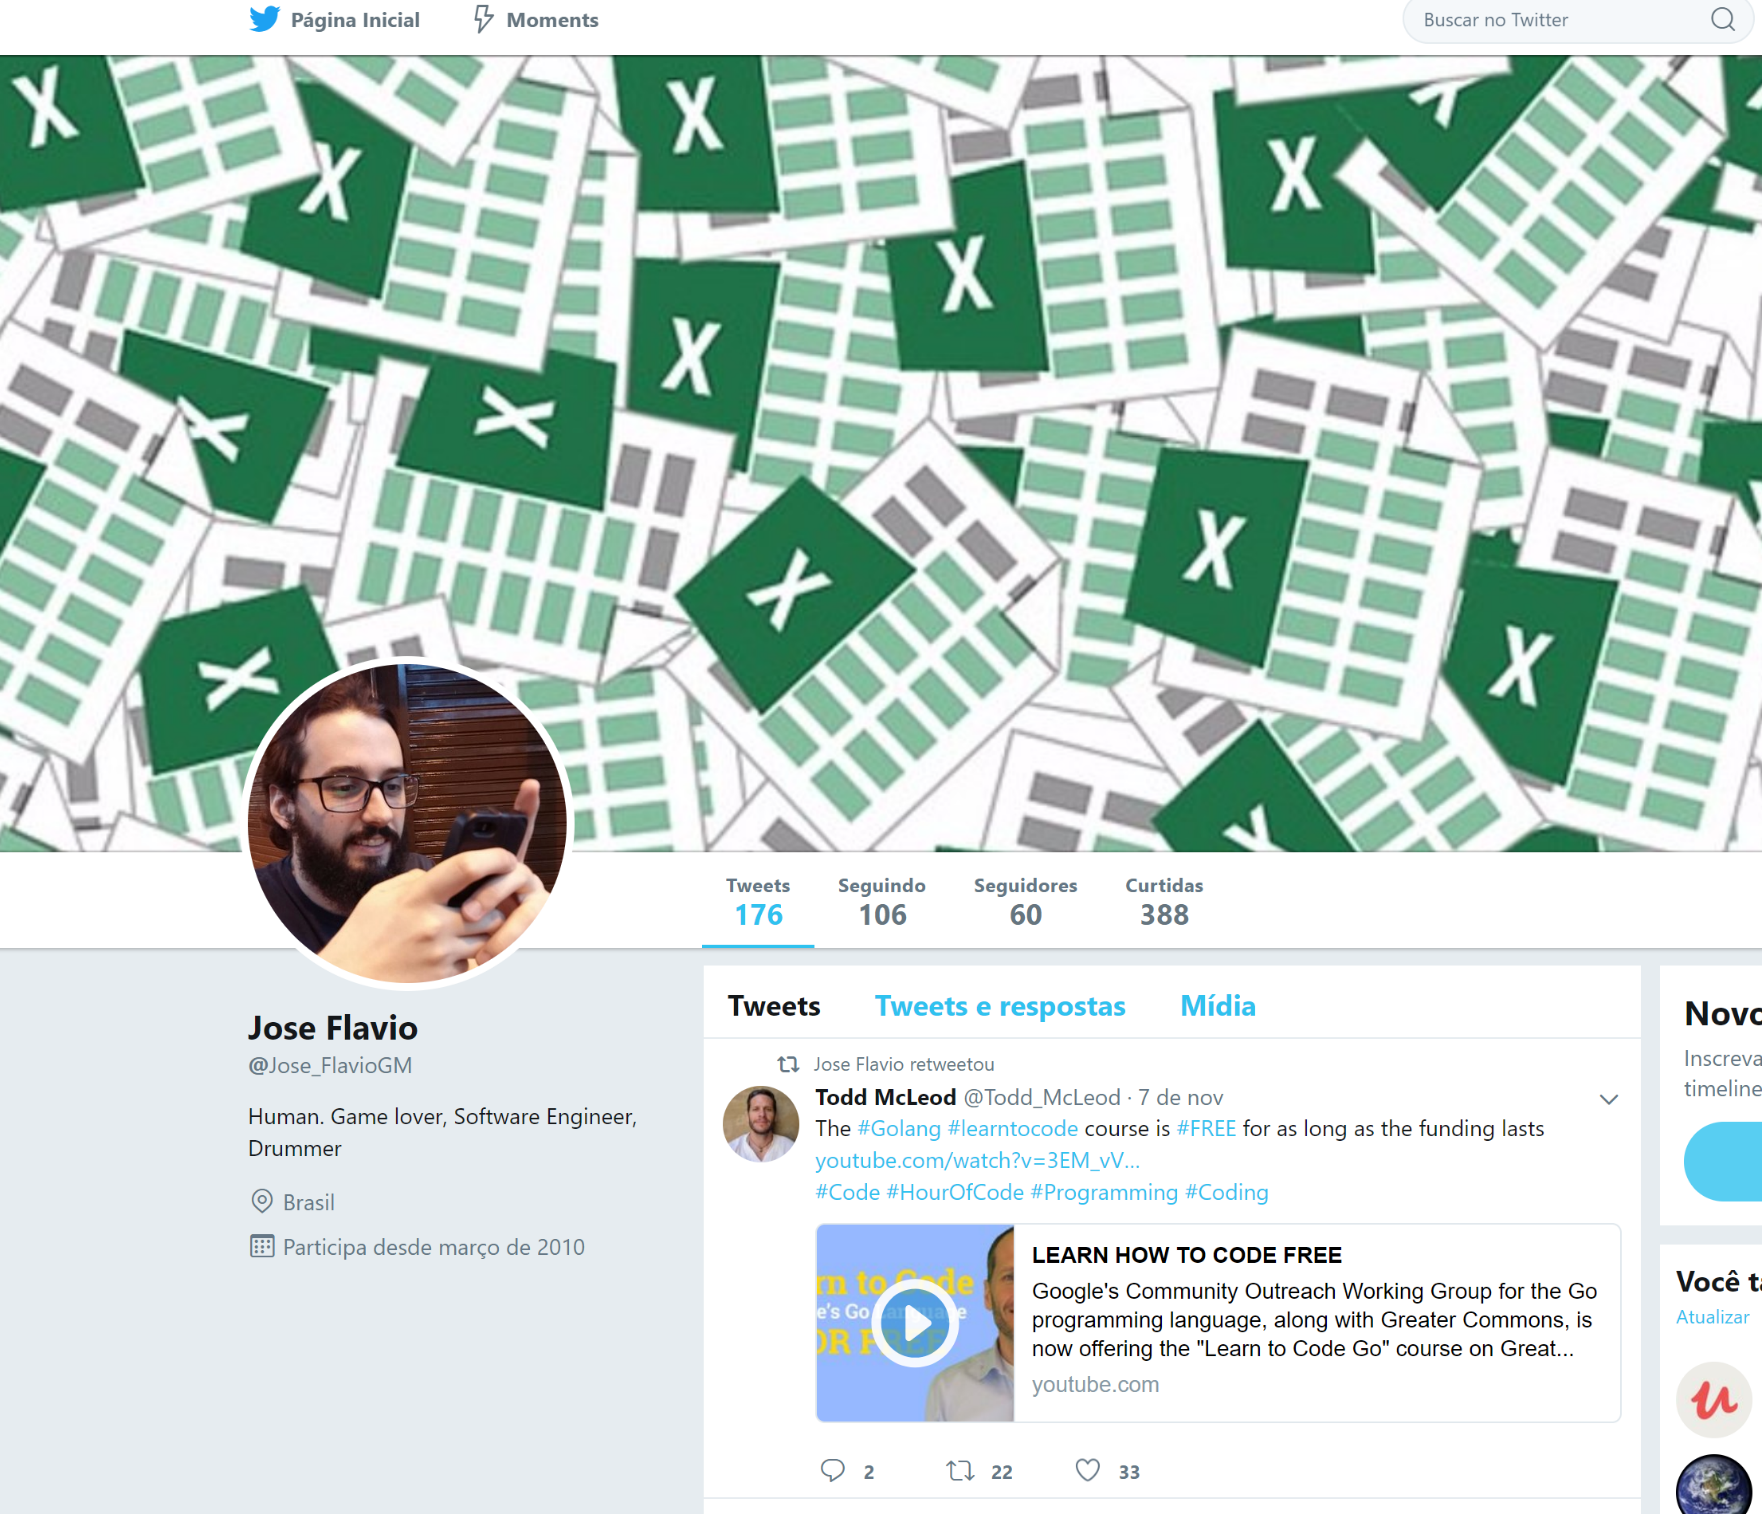 Página Inicial
Moments
Buscar no Twitter
X X X X X X X X X X X X X
Tweets Seguindo Seguidores Curtidas
176 106 60 388
Jose Flavio
@Jose_FlavioGM
Human. Game lover, Software Engineer,
Drummer
Brasil
Participa desde março de 2010
Tweets Tweets e respostas Mídia
Jose Flavio retweetou
Todd McLeod @Todd_McLeod · 7 de nov
The #Golang #learntocode course is #FREE for as long as the funding lasts
youtube.com/watch?v=3EM_vV...
#Code #HourOfCode #Programming #Coding
to Code
Go Language
LEARN HOW TO CODE FREE
Google's Community Outreach Working Group for the Go
programming language, along with Greater Commons, is
now offering the "Learn to Code Go" course on Great...
youtube.com
2 22 33
Inscreva
timeline
Você
Atualizar
u